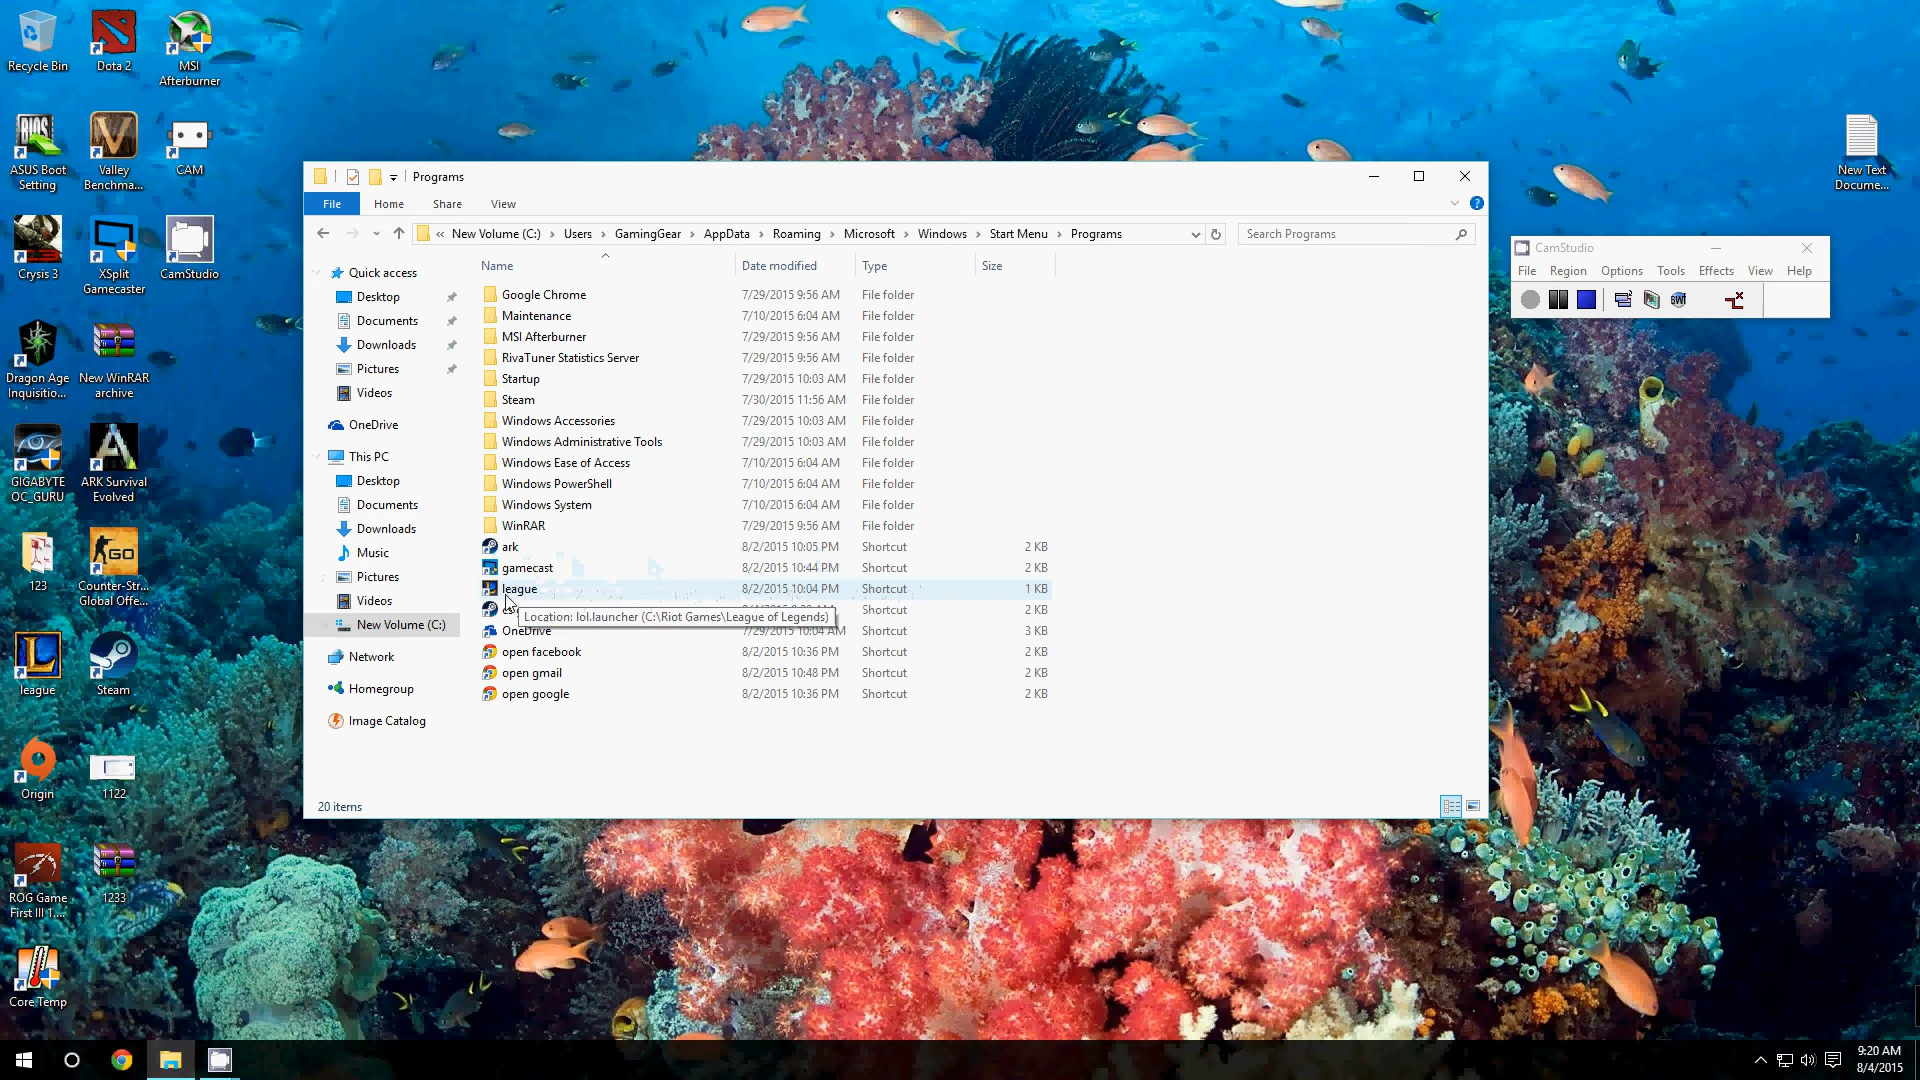 Recycle Bin
Dota 2
MSI
Afterburner
ASUS Boot
Setting
Valley
Benchma...
CAM
Crysis 3
XSplit
Gamecaster
CamStudio
Dragon Age
Inquisitio...
New WinRAR
archive
GIGABYTE
OC_GURU
ARK Survival
Evolved
123
Counter-Str...
Global Offe...
league
Steam
Origin
1122
ROG Game
First III 1....
1233
Core Temp
New Text
Docume...
Programs
File
Home
Share
View
« New Volume (C:) › Users › GamingGear › AppData › Roaming › Microsoft › Windows › Start Menu › Programs
Search Programs
Quick access
Desktop
Documents
Downloads
Pictures
Videos
OneDrive
This PC
Desktop
Documents
Downloads
Music
Pictures
Videos
New Volume (C:)
Network
Homegroup
Image Catalog
Name Date modified Type Size
Google Chrome 7/29/2015 9:56 AM File folder
Maintenance 7/10/2015 6:04 AM File folder
MSI Afterburner 7/29/2015 9:56 AM File folder
RivaTuner Statistics Server 7/29/2015 9:56 AM File folder
Startup 7/29/2015 10:03 AM File folder
Steam 7/30/2015 11:56 AM File folder
Windows Accessories 7/29/2015 10:03 AM File folder
Windows Administrative Tools 7/29/2015 10:03 AM File folder
Windows Ease of Access 7/10/2015 6:04 AM File folder
Windows PowerShell 7/10/2015 6:04 AM File folder
Windows System 7/10/2015 6:04 AM File folder
WinRAR 7/29/2015 9:56 AM File folder
ark 8/2/2015 10:05 PM Shortcut 2 KB
gamecast 8/2/2015 10:44 PM Shortcut 2 KB
league 8/2/2015 10:04 PM Shortcut 1 KB
Shortcut 2 KB
Location: lol.launcher (C:\Riot Games\League of Legends)
OneDrive 7/29/2015 10:04 AM Shortcut 3 KB
open facebook 8/2/2015 10:36 PM Shortcut 2 KB
open gmail 8/2/2015 10:48 PM Shortcut 2 KB
open google 8/2/2015 10:36 PM Shortcut 2 KB
20 items
CamStudio
File Region Options Tools Effects View Help
9:20 AM
8/4/2015